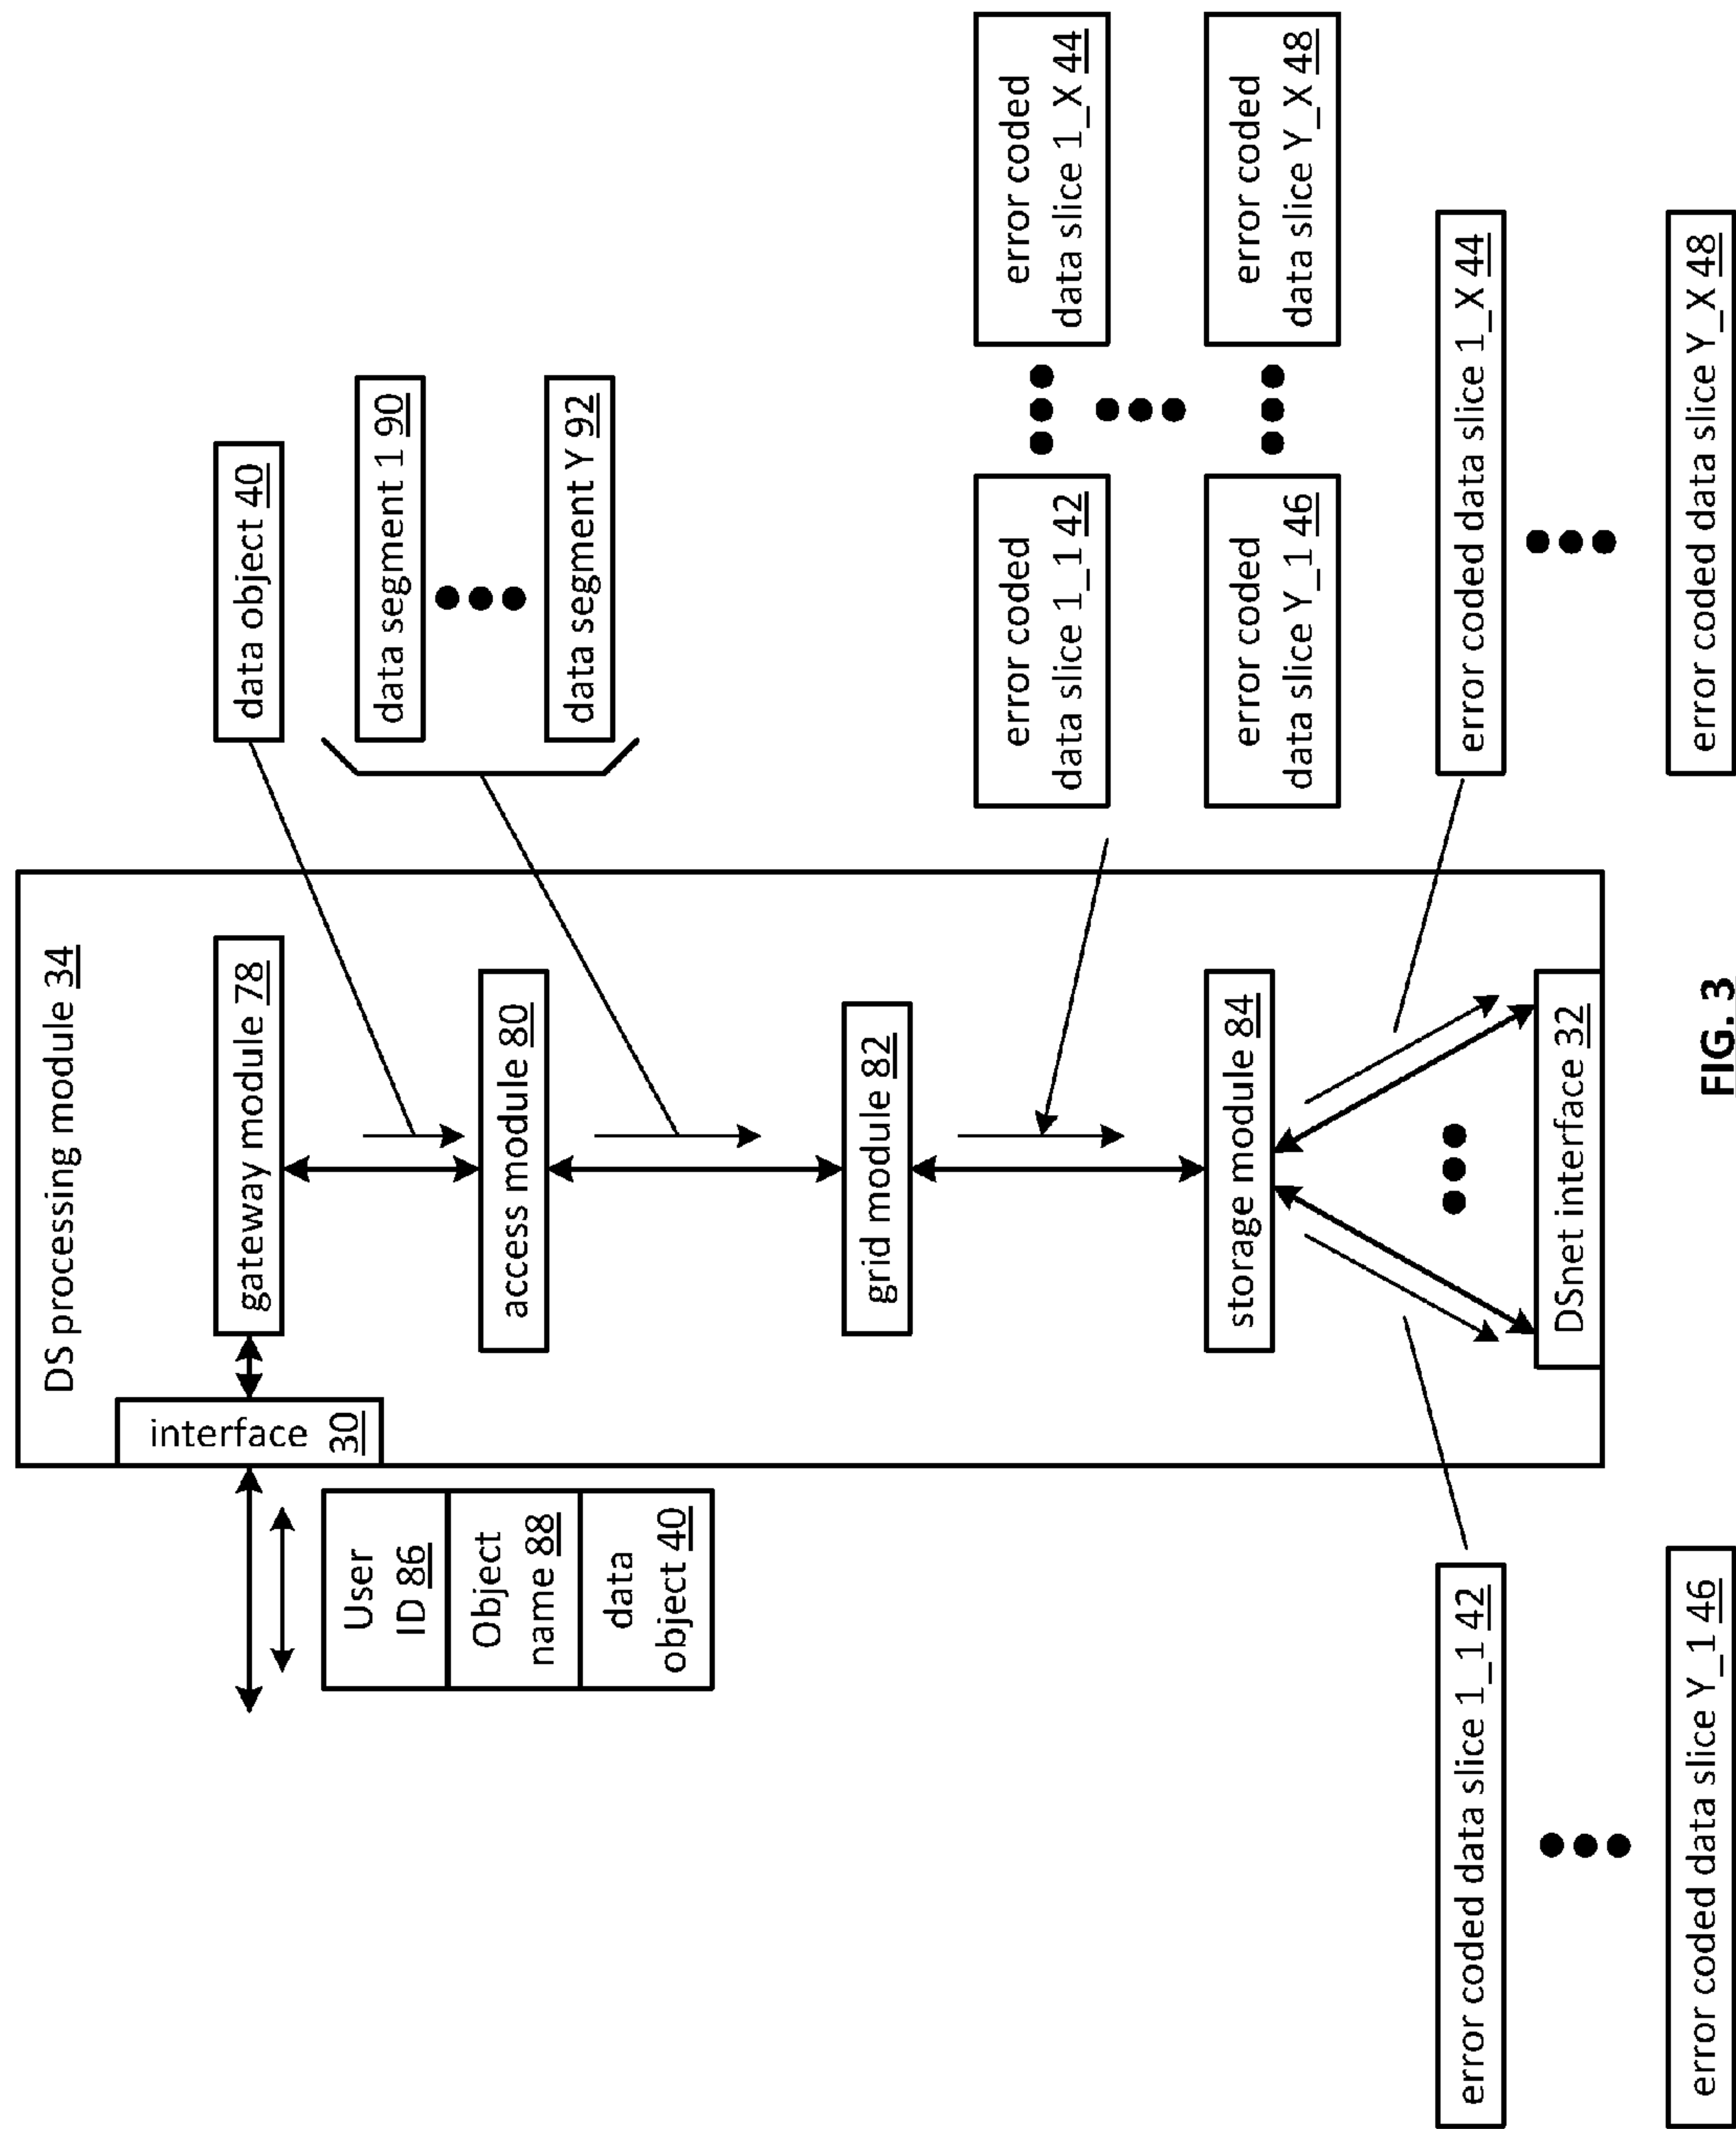 DS processing module 34
interface 30
gateway module 78
data object 40
User
ID 86
Object
name 88
data
object 40
access module 80
data segment 1 90
data segment Y 92
grid module 82
error coded
data slice 1_1 42
error coded
data slice 1_X 44
error coded
data slice Y_1 46
error coded
data slice Y_X 48
storage module 84
error coded data slice 1_1 42
error coded data slice 1_X 44
DSnet interface 32
error coded data slice Y_1 46
error coded data slice Y_X 48
FIG. 3